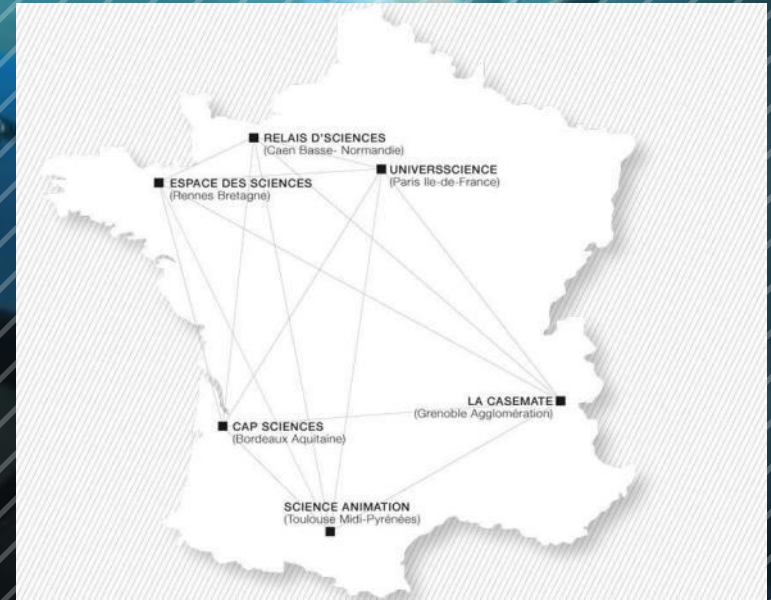 RELAIS D'SCIENCES
(Caen Basse- Normandie)
UNIVERSSCIENCE
(Paris Ile-de-France)
ESPACE DES SCIENCES
(Rennes Bretagne)
LA CASEMATE
(Grenoble Agglomération)
CAP SCIENCES
(Bordeaux Aquitaine)
SCIENCE ANIMATION
(Toulouse Midi-Pyrénées)